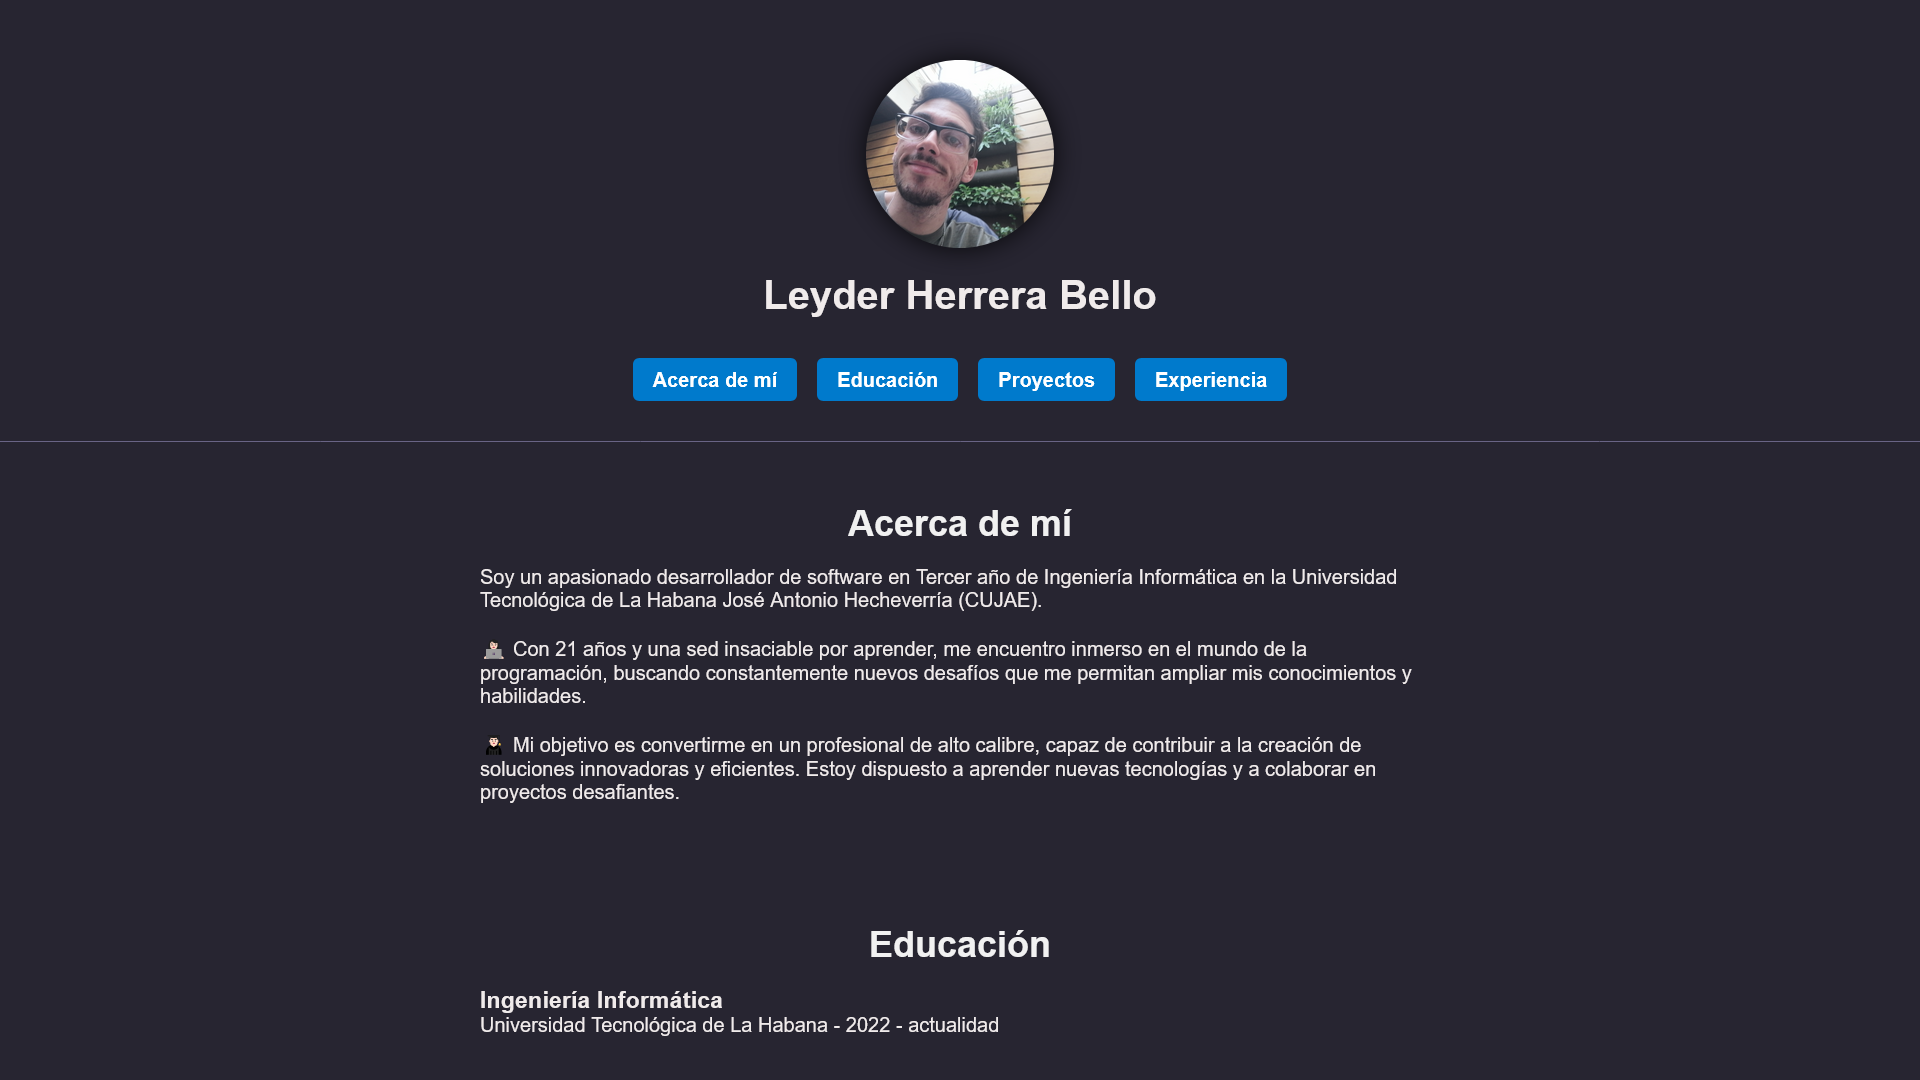 Leyder Herrera Bello
Acerca de mí
Educación
Proyectos
Experiencia
Acerca de mí
Soy un apasionado desarrollador de software en Tercer año de Ingeniería Informática en la Universidad
Tecnológica de La Habana José Antonio Hecheverría (CUJAE).
👨🏻‍💻 Con 21 años y una sed insaciable por aprender, me encuentro inmerso en el mundo de la
programación, buscando constantemente nuevos desafíos que me permitan ampliar mis conocimientos y
habilidades.
👨🏻‍🎓 Mi objetivo es convertirme en un profesional de alto calibre, capaz de contribuir a la creación de
soluciones innovadoras y eficientes. Estoy dispuesto a aprender nuevas tecnologías y a colaborar en
proyectos desafiantes.
Educación
Ingeniería Informática
Universidad Tecnológica de La Habana - 2022 - actualidad